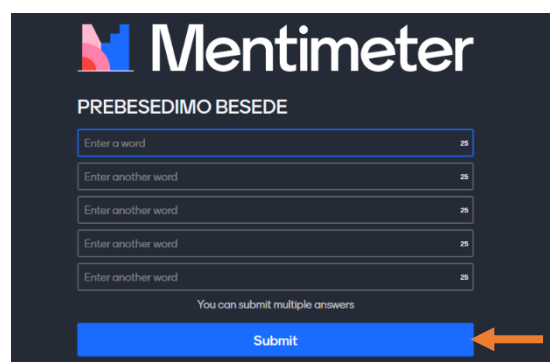 Mentimeter
PREBESEDIMO BESEDE
Enter a word 25
Enter another word 25
Enter another word 25
Enter another word 25
Enter another word 25
You can submit multiple answers
Submit